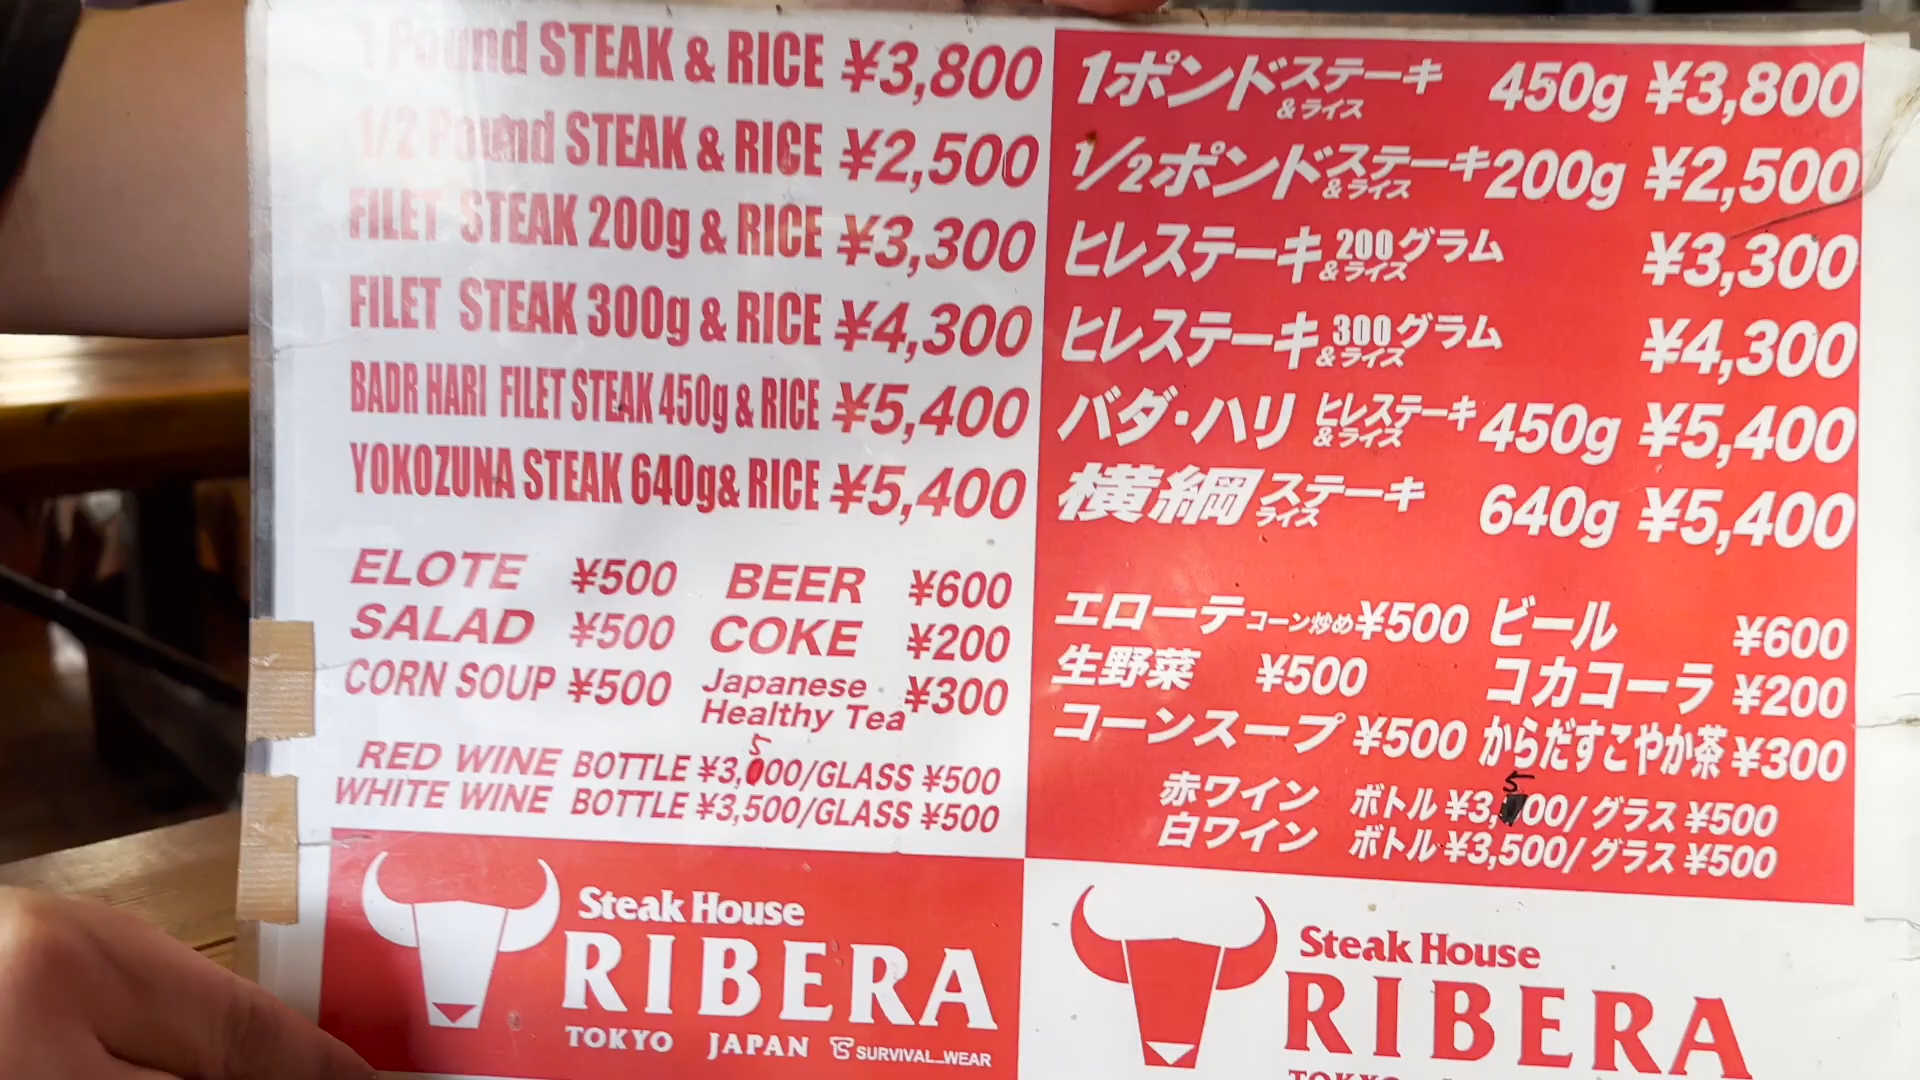 1 Pound STEAK & RICE ¥3,800
1/2 Pound STEAK & RICE ¥2,500
FILET STEAK 200g & RICE ¥3,300
FILET STEAK 300g & RICE ¥4,300
BADR HARI FILET STEAK 450g & RICE ¥5,400
YOKOZUNA STEAK 640g & RICE ¥5,400
ELOTE ¥500 BEER ¥600
SALAD ¥500 COKE ¥200
CORN SOUP ¥500 Japanese Healthy Tea ¥300
5
RED WINE BOTTLE ¥3,000/GLASS ¥500
WHITE WINE BOTTLE ¥3,500/GLASS ¥500
Steak House
RIBERA
TOKYO JAPAN SURVIVAL_WEAR
1ポンドステーキ&ライス 450g ¥3,800
1/2ポンドステーキ&ライス 200g ¥2,500
ヒレステーキ&ライス 200グラム ¥3,300
ヒレステーキ&ライス 300グラム ¥4,300
バダ・ハリ ヒレステーキ&ライス 450g ¥5,400
横綱ステーキライス 640g ¥5,400
エローテコーン炒め ¥500 ビール ¥600
生野菜 ¥500 コカコーラ ¥200
コーンスープ ¥500 からだすこやか茶 ¥300
5
赤ワイン ボトル ¥3, 00/グラス ¥500
白ワイン ボトル ¥3,500/グラス ¥500
Steak House
RIBERA